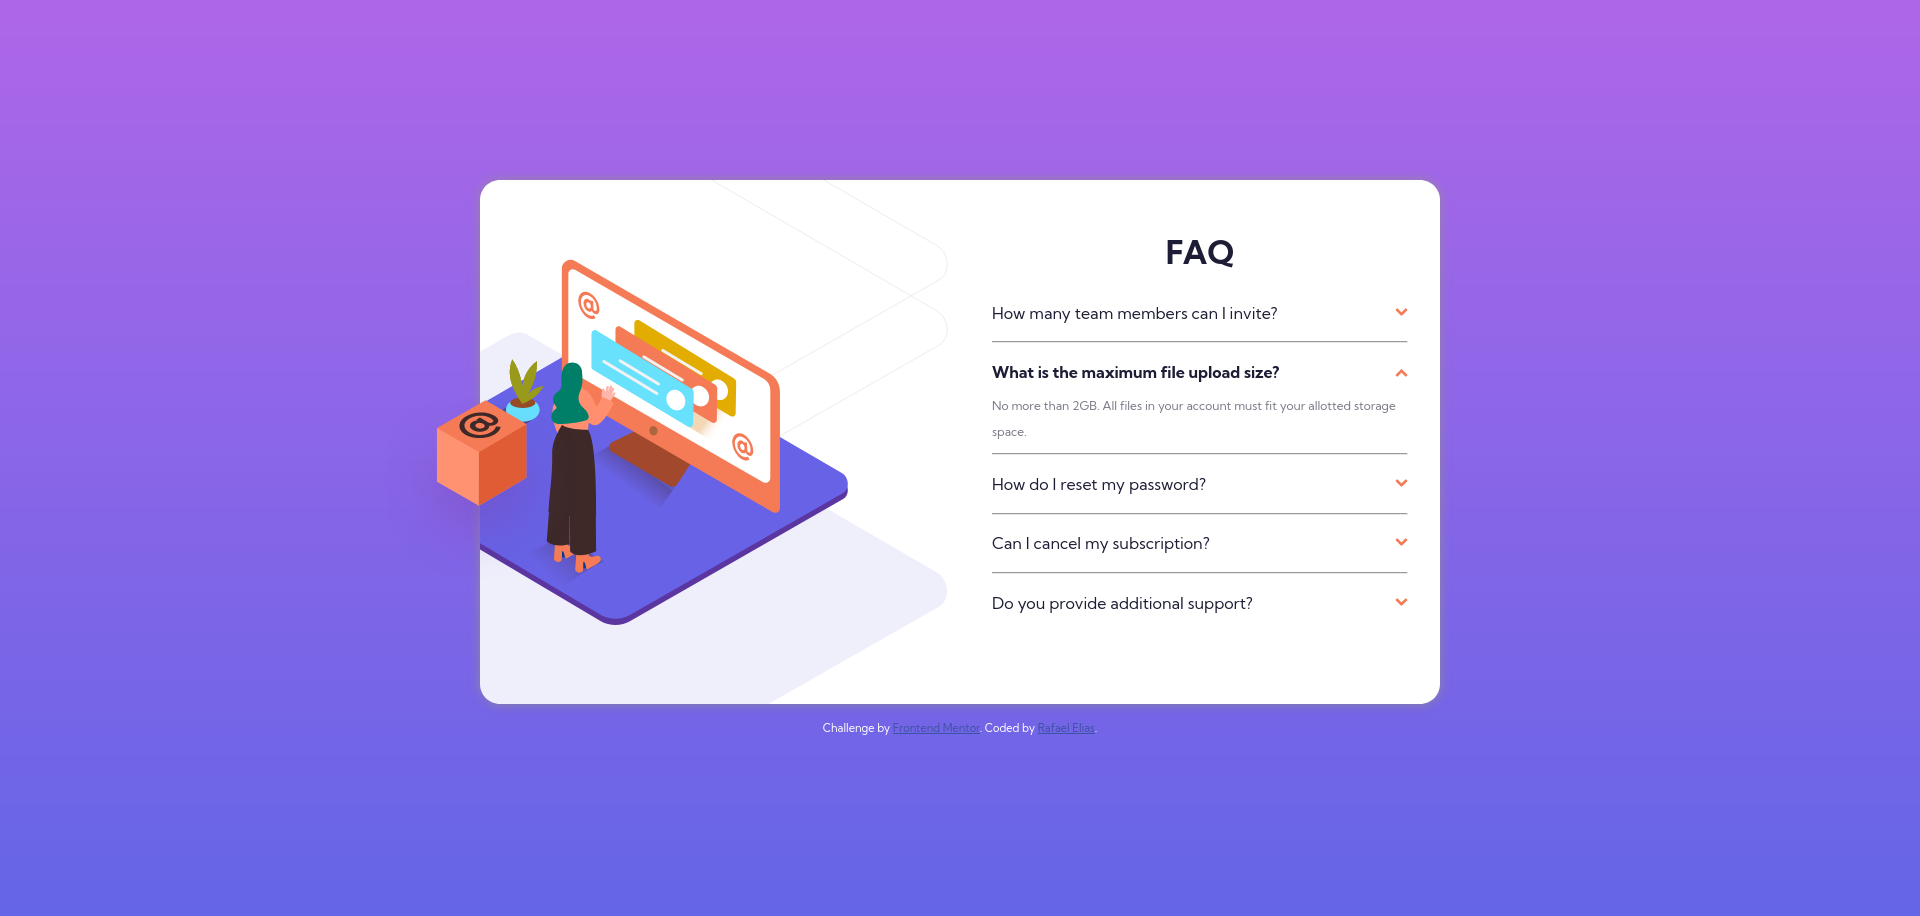 FAQ
How many team members can I invite?
What is the maximum file upload size?
No more than 2GB. All files in your account must fit your allotted storage
space.
How do I reset my password?
Can I cancel my subscription?
Do you provide additional support?
@
@
@
Challenge by Frontend Mentor. Coded by Rafael Elias.